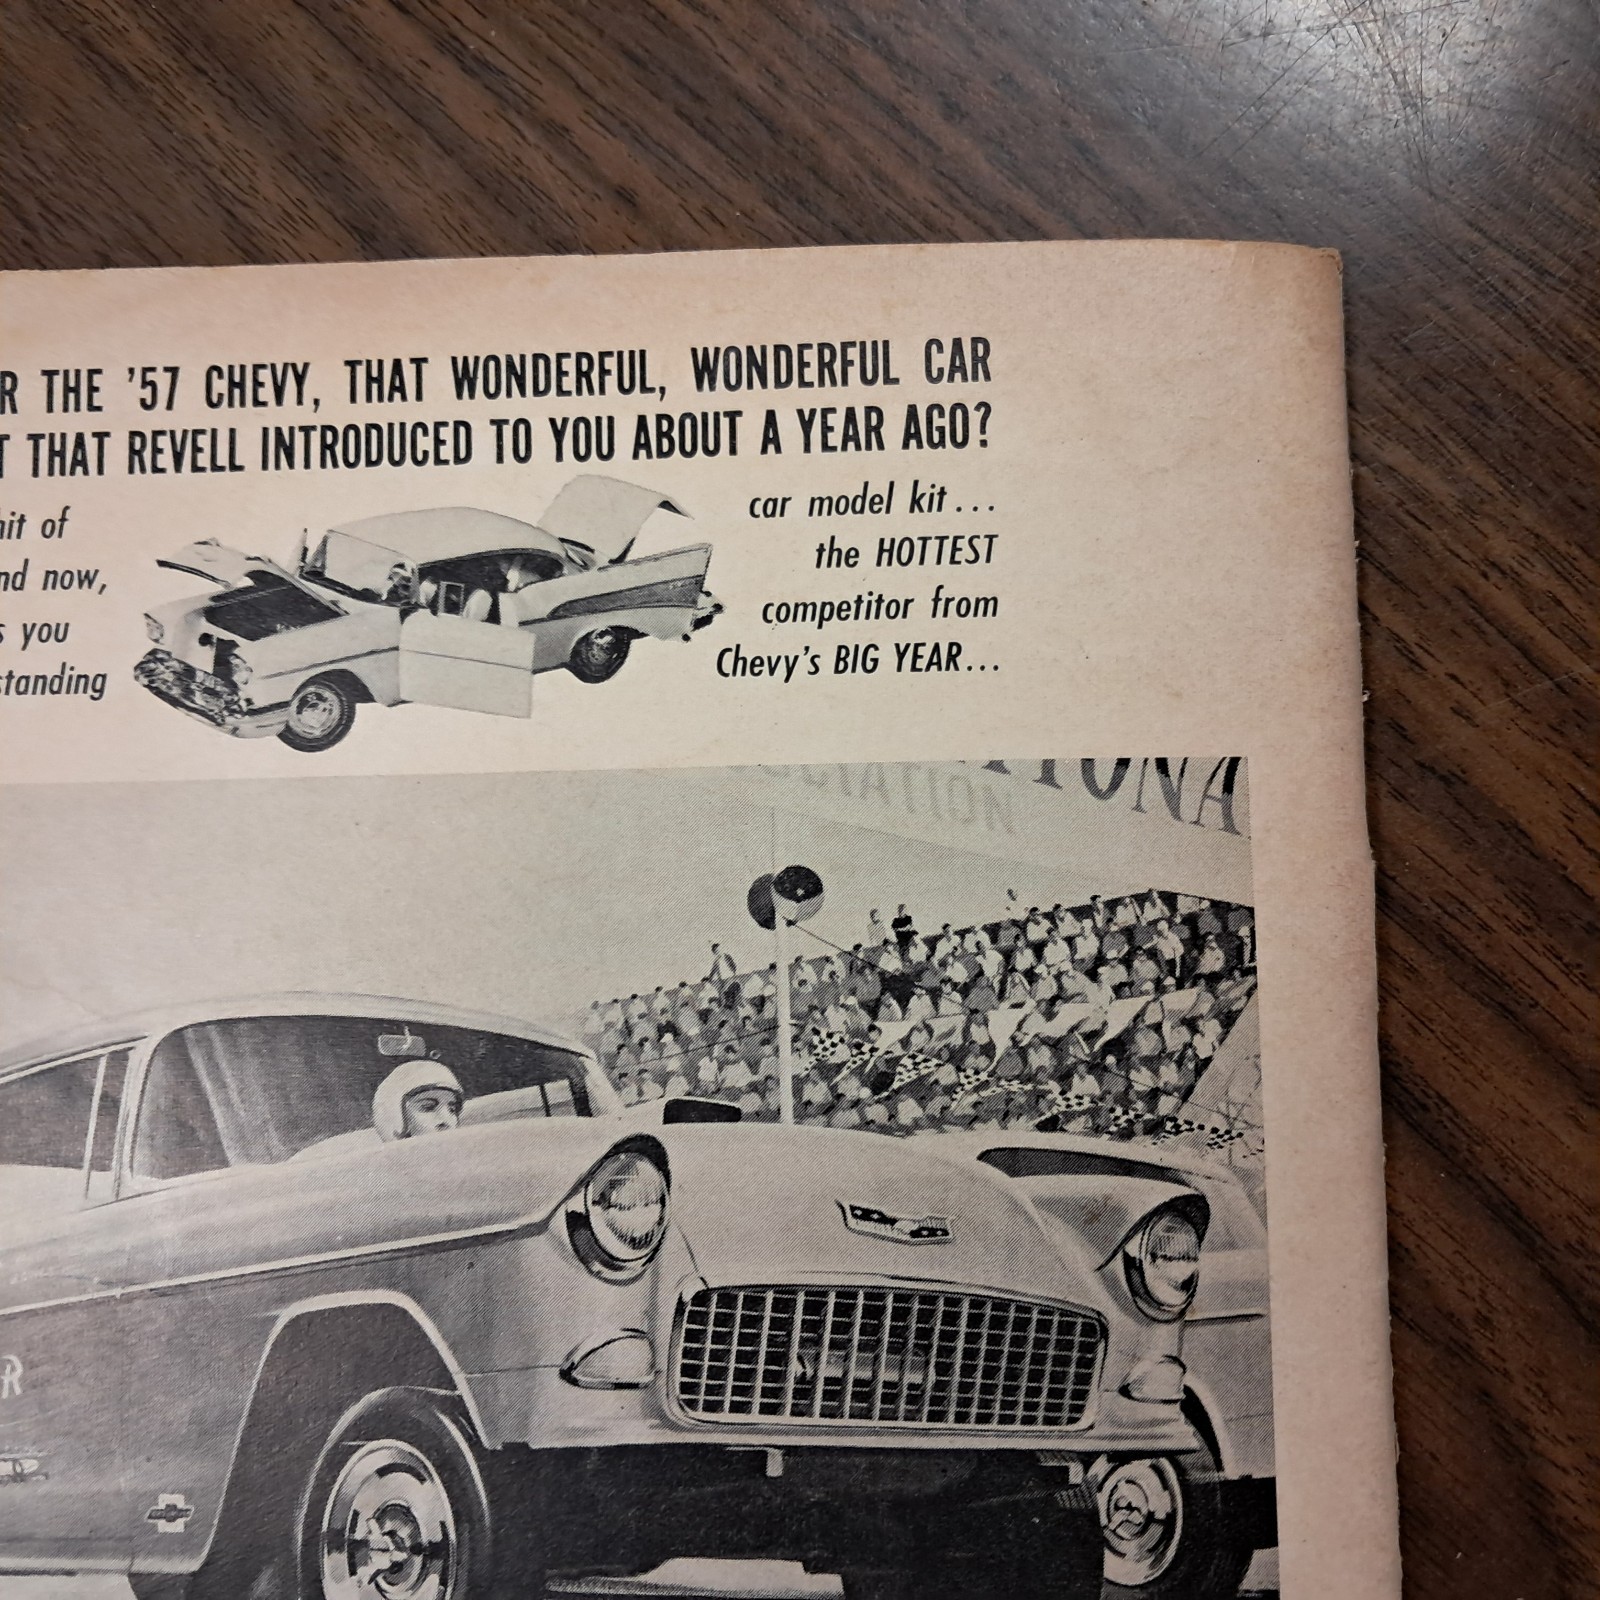 R THE '57 CHEVY, THAT WONDERFUL, WONDERFUL CAR
T THAT REVELL INTRODUCED TO YOU ABOUT A YEAR AGO?
hit of
nd now,
s you
standing
car model kit...
the HOTTEST
competitor from
Chevy's BIG YEAR...
TONA
CIATION
R